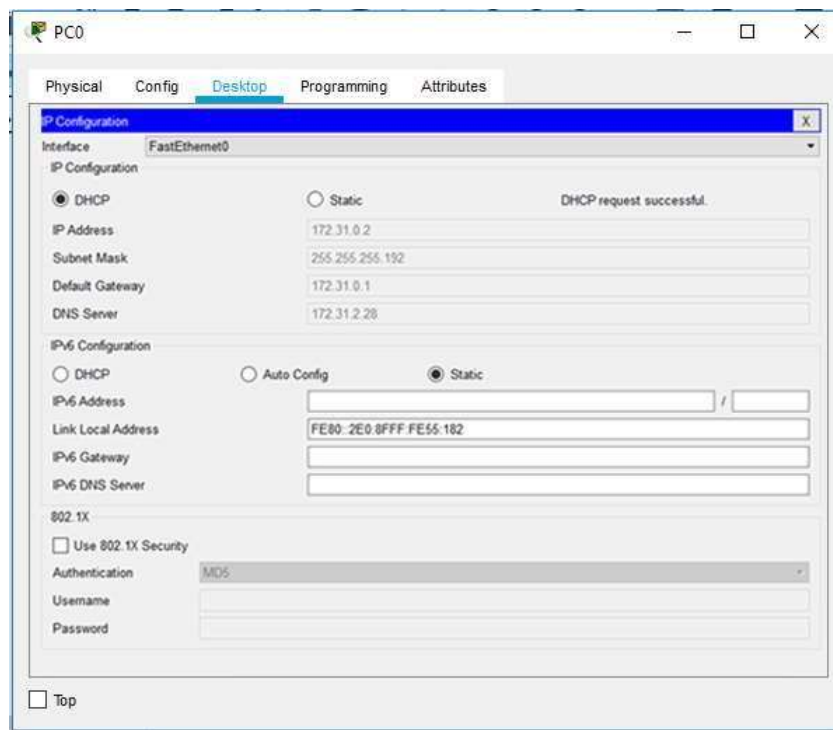 PC0
Physical Config Desktop Programming Attributes
IP Configuration X
Interface FastEthernet0
IP Configuration
DHCP Static DHCP request successful.
IP Address 172.31.0.2
Subnet Mask 255.255.255.192
Default Gateway 172.31.0.1
DNS Server 172.31.2.28
IPv6 Configuration
DHCP Auto Config Static
IPv6 Address /
Link Local Address FE80::2E0:8FFF:FE55:182
IPv6 Gateway
IPv6 DNS Server
802.1X
Use 802.1X Security
Authentication MD5
Username
Password
Top